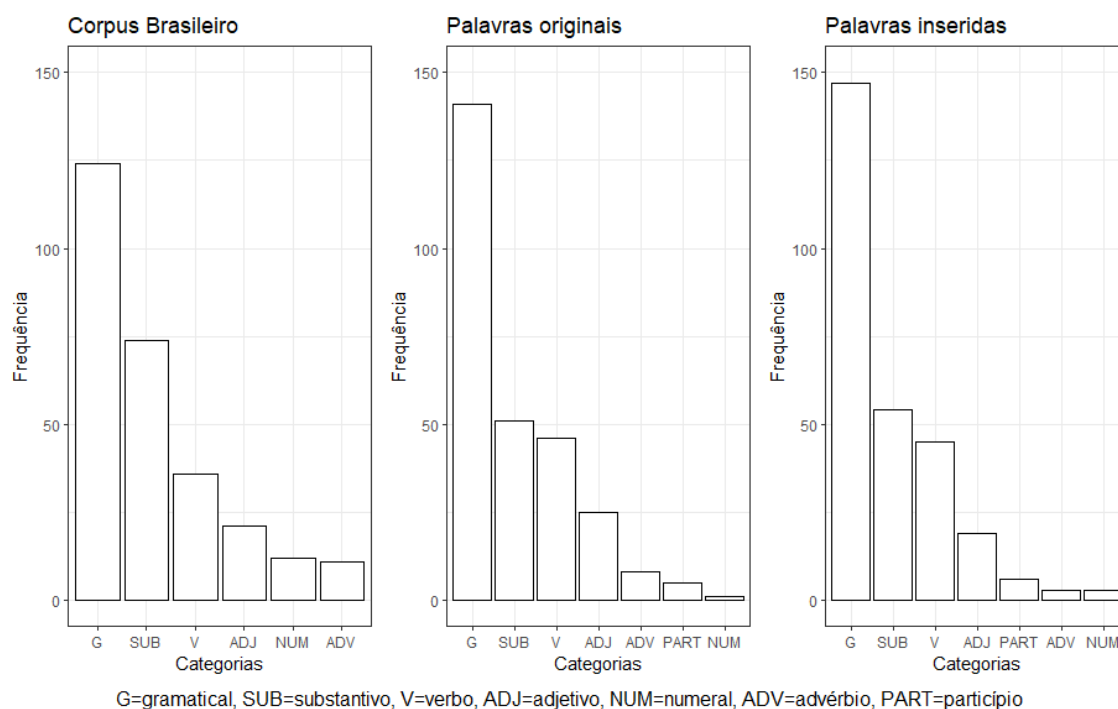 Corpus Brasileiro
150
100
50
0
Frequência
G SUB V ADJ NUM ADV
Categorias
Palavras originais
150
100
50
0
Frequência
G SUB V ADJ ADV PART NUM
Categorias
Palavras inseridas
150
100
50
0
Frequência
G SUB V ADJ PART ADV NUM
Categorias
G=gramatical, SUB=substantivo, V=verbo, ADJ=adjetivo, NUM=numeral, ADV=advérbio, PART=particípio